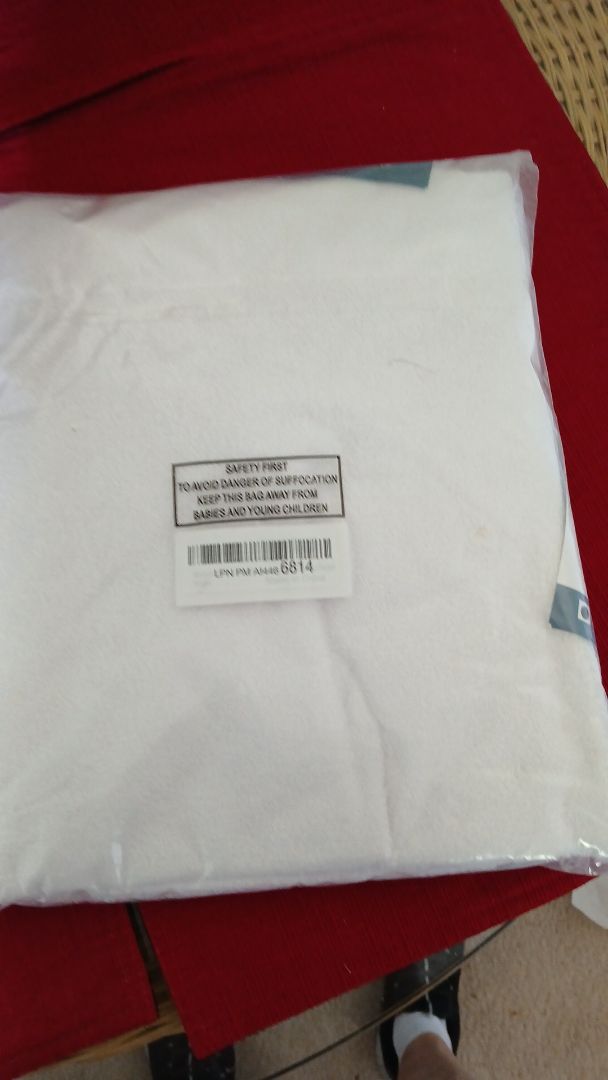 SAFETY FIRST
TO AVOID DANGER OF SUFFOCATION
KEEP THIS BAG AWAY FROM
BABIES AND YOUNG CHILDREN
6814
D